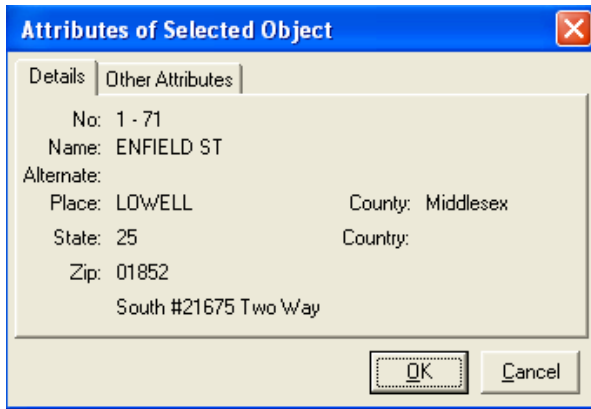 Attributes of Selected Object
Details Other Attributes
No: 1 - 71
Name: ENFIELD ST
Alternate:
Place: LOWELL County: Middlesex
State: 25 Country:
Zip: 01852
South #21675 Two Way
OK Cancel